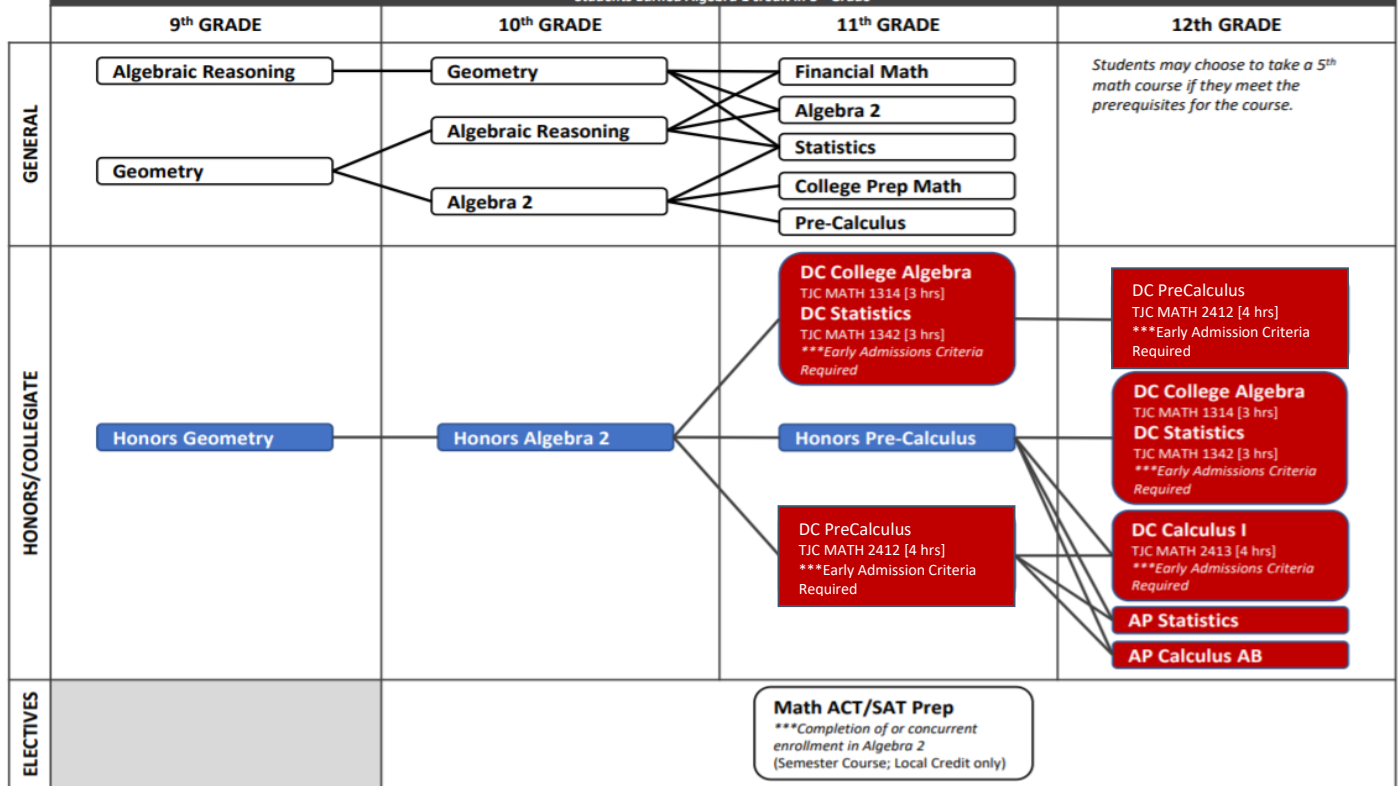 9th GRADE
10th GRADE
11th GRADE
12th GRADE
GENERAL
Algebraic Reasoning
Geometry
Geometry
Algebraic Reasoning
Algebra 2
Financial Math
Algebra 2
Statistics
College Prep Math
Pre-Calculus
Students may choose to take a 5th
math course if they meet the
prerequisites for the course.
HONORS/COLLEGIATE
Honors Geometry
Honors Algebra 2
DC College Algebra
TJC MATH 1314 [3 hrs]
DC Statistics
TJC MATH 1342 [3 hrs]
***Early Admissions Criteria
Required
Honors Pre-Calculus
DC PreCalculus
TJC MATH 2412 [4 hrs]
***Early Admission Criteria
Required
DC PreCalculus
TJC MATH 2412 [4 hrs]
***Early Admission Criteria
Required
DC College Algebra
TJC MATH 1314 [3 hrs]
DC Statistics
TJC MATH 1342 [3 hrs]
***Early Admissions Criteria
Required
DC Calculus I
TJC MATH 2413 [4 hrs]
***Early Admissions Criteria
Required
AP Statistics
AP Calculus AB
ELECTIVES
Math ACT/SAT Prep
***Completion of or concurrent
enrollment in Algebra 2
(Semester Course; Local Credit only)